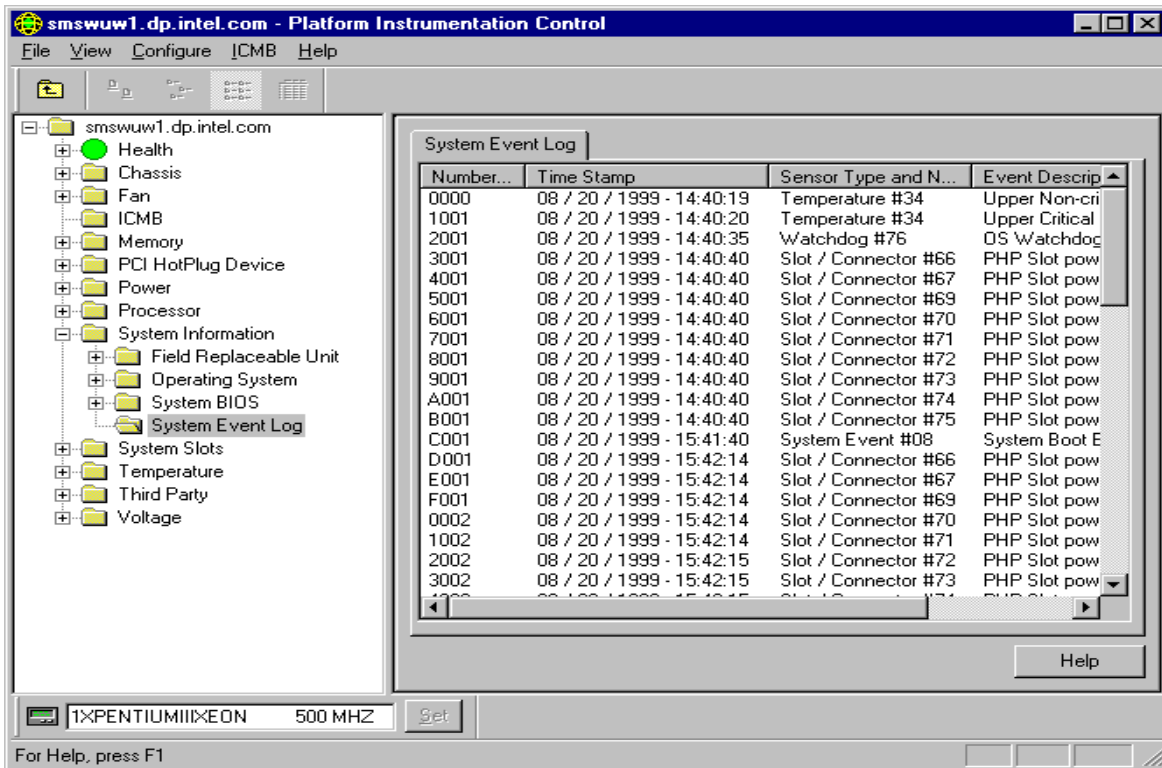 smswuw1.dp.intel.com - Platform Instrumentation Control
File View Configure ICMB Help
smswuw1.dp.intel.com
Health
Chassis
Fan
ICMB
Memory
PCI HotPlug Device
Power
Processor
System Information
Field Replaceable Unit
Operating System
System BIOS
System Event Log
System Slots
Temperature
Third Party
Voltage
System Event Log
Number... Time Stamp Sensor Type and N... Event Descrip
0000 08 / 20 / 1999 - 14:40:19 Temperature #34 Upper Non-cri
1001 08 / 20 / 1999 - 14:40:20 Temperature #34 Upper Critical
2001 08 / 20 / 1999 - 14:40:35 Watchdog #76 OS Watchdog
3001 08 / 20 / 1999 - 14:40:40 Slot / Connector #66 PHP Slot pow
4001 08 / 20 / 1999 - 14:40:40 Slot / Connector #67 PHP Slot pow
5001 08 / 20 / 1999 - 14:40:40 Slot / Connector #69 PHP Slot pow
6001 08 / 20 / 1999 - 14:40:40 Slot / Connector #70 PHP Slot pow
7001 08 / 20 / 1999 - 14:40:40 Slot / Connector #71 PHP Slot pow
8001 08 / 20 / 1999 - 14:40:40 Slot / Connector #72 PHP Slot pow
9001 08 / 20 / 1999 - 14:40:40 Slot / Connector #73 PHP Slot pow
A001 08 / 20 / 1999 - 14:40:40 Slot / Connector #74 PHP Slot pow
B001 08 / 20 / 1999 - 14:40:40 Slot / Connector #75 PHP Slot pow
C001 08 / 20 / 1999 - 15:41:40 System Event #08 System Boot E
D001 08 / 20 / 1999 - 15:42:14 Slot / Connector #66 PHP Slot pow
E001 08 / 20 / 1999 - 15:42:14 Slot / Connector #67 PHP Slot pow
F001 08 / 20 / 1999 - 15:42:14 Slot / Connector #69 PHP Slot pow
0002 08 / 20 / 1999 - 15:42:14 Slot / Connector #70 PHP Slot pow
1002 08 / 20 / 1999 - 15:42:14 Slot / Connector #71 PHP Slot pow
2002 08 / 20 / 1999 - 15:42:15 Slot / Connector #72 PHP Slot pow
3002 08 / 20 / 1999 - 15:42:15 Slot / Connector #73 PHP Slot pow
Help
1XPENTIUMIIIXEON 500 MHZ Set
For Help, press F1